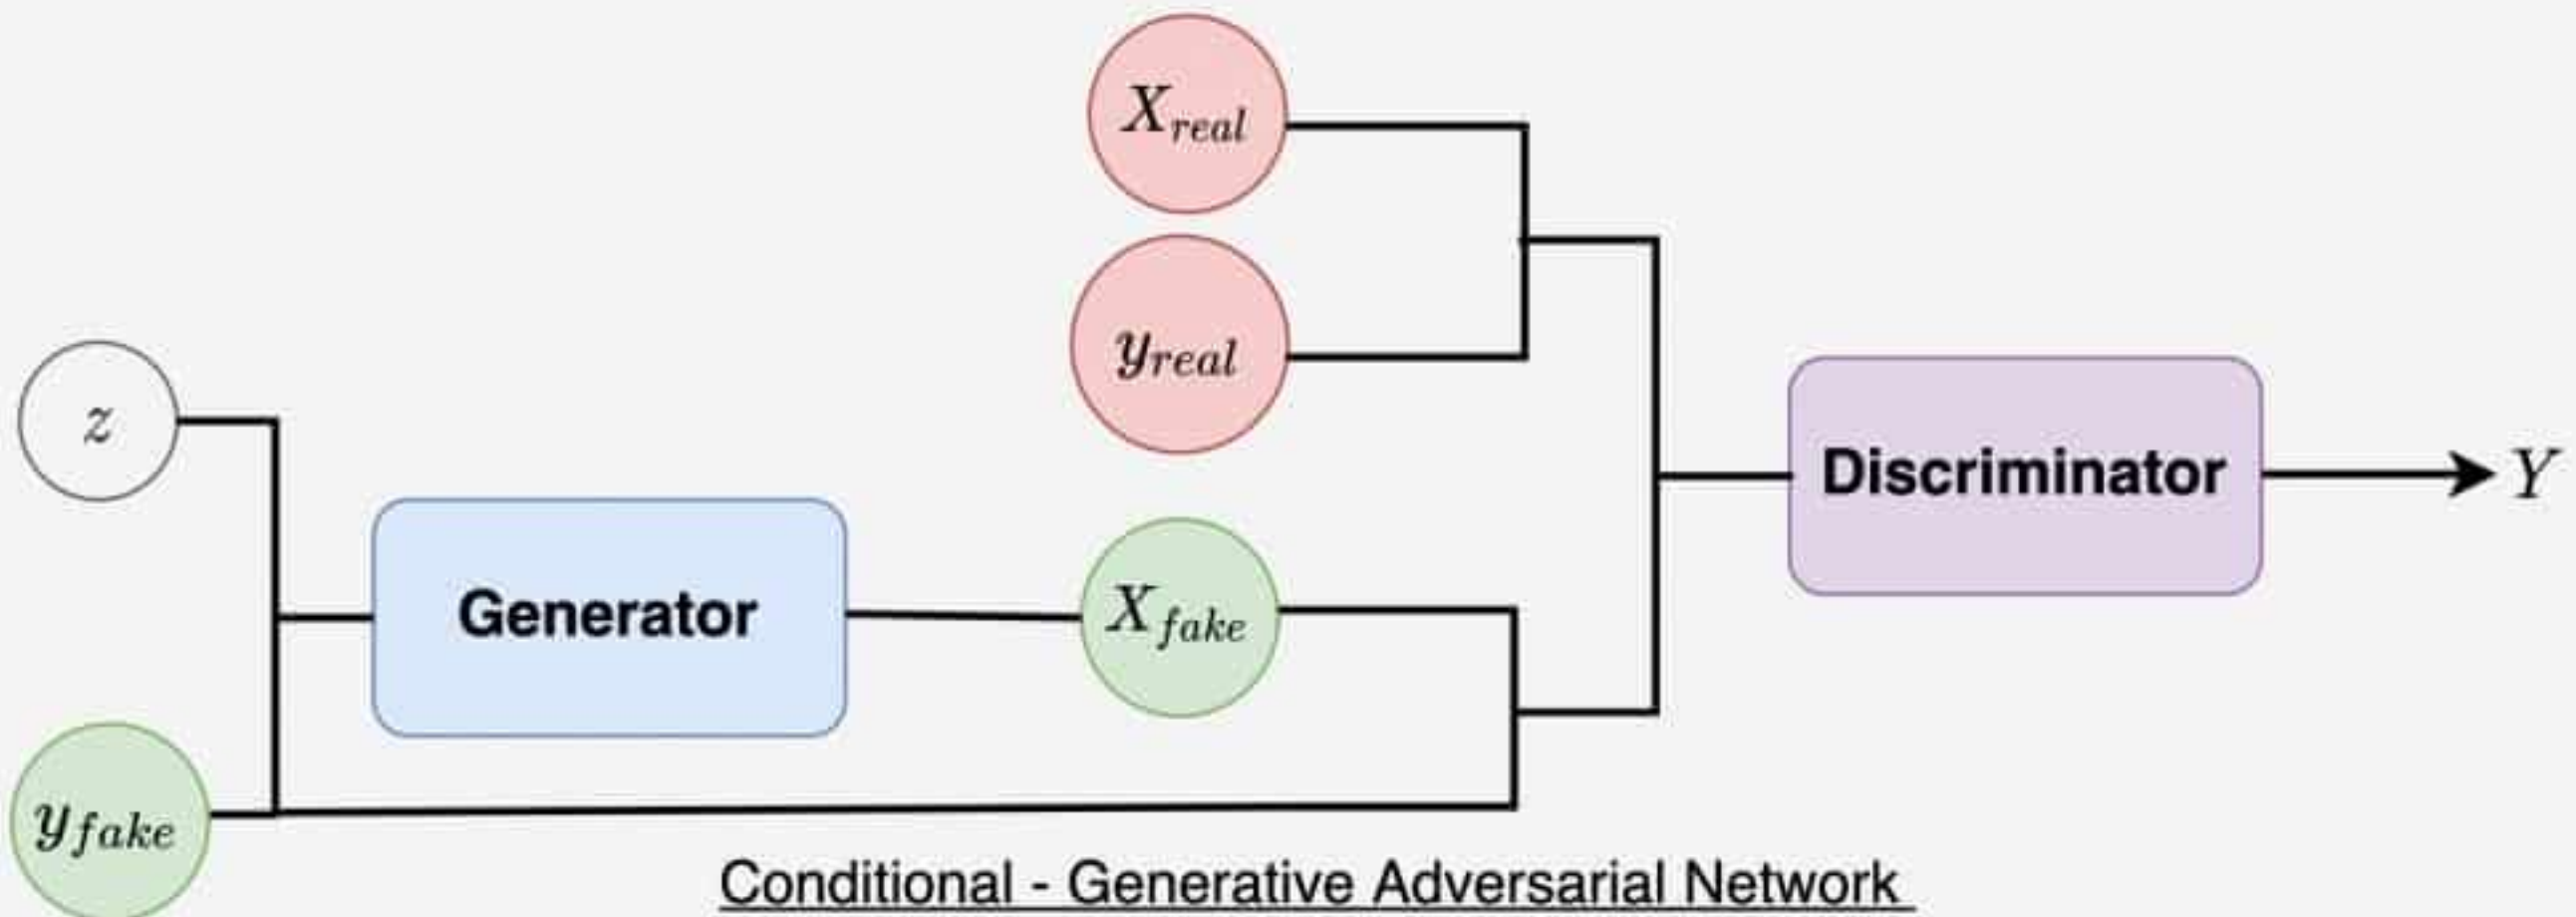 X_real
y_real
z
Discriminator
Y
Generator
X_fake
y_fake
Conditional - Generative Adversarial Network